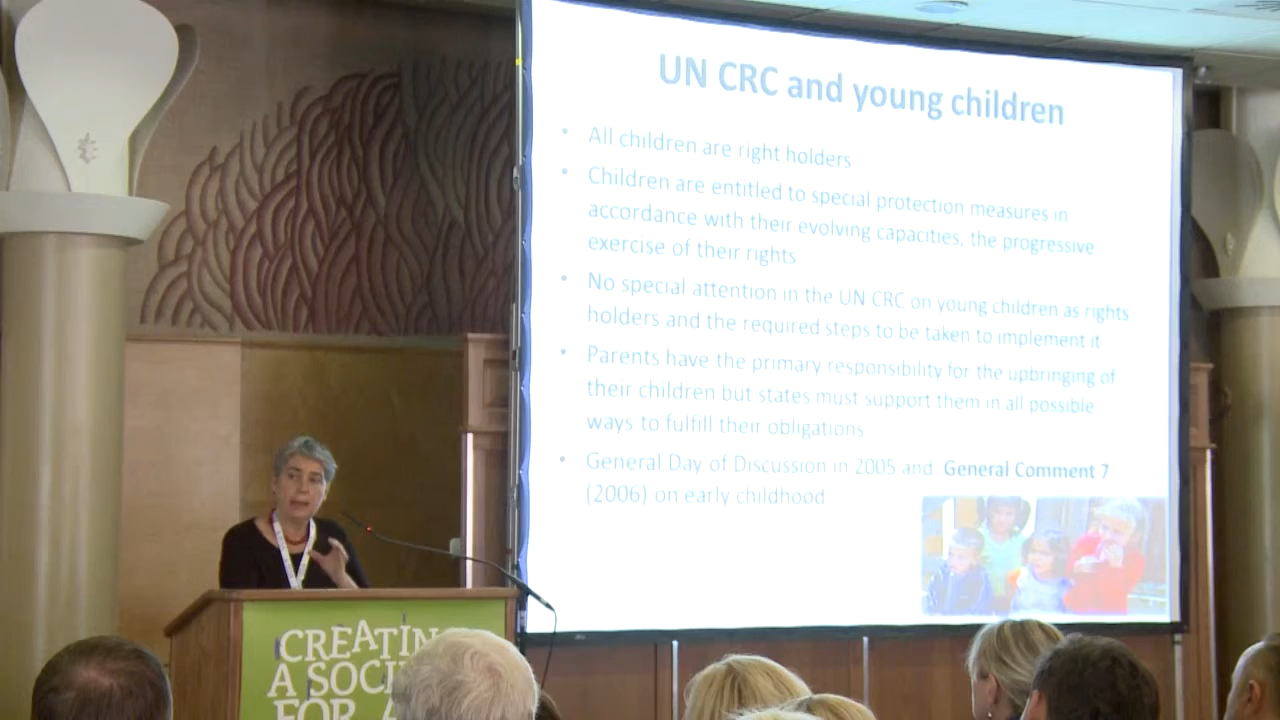 UN CRC and young children
• All children are right holders
• Children are entitled to special protection measures in
accordance with their evolving capacities, the progressive
exercise of their rights
• No special attention in the UN CRC on young children as rights
holders and the required steps to be taken to implement it
• Parents have the primary responsibility for the upbringing of
their children but states must support them in all possible
ways to fulfill their obligations
• General Day of Discussion in 2005 and General Comment 7
(2006) on early childhood
CREATIN
A SOCI
FOR A